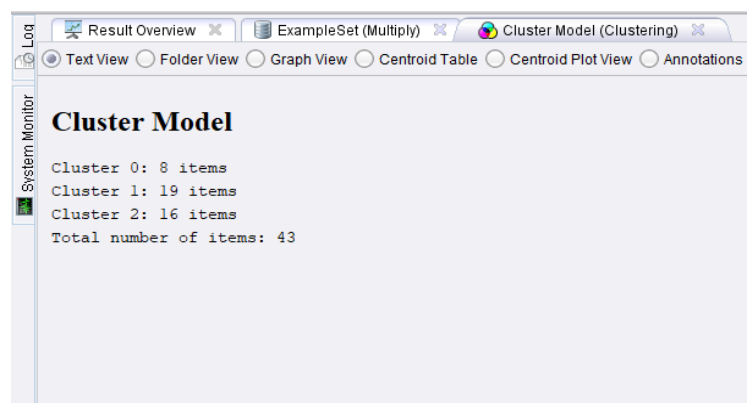 Log
System Monitor
Result Overview
ExampleSet (Multiply)
Cluster Model (Clustering)
Text View Folder View Graph View Centroid Table Centroid Plot View Annotations
Cluster Model
Cluster 0: 8 items
Cluster 1: 19 items
Cluster 2: 16 items
Total number of items: 43